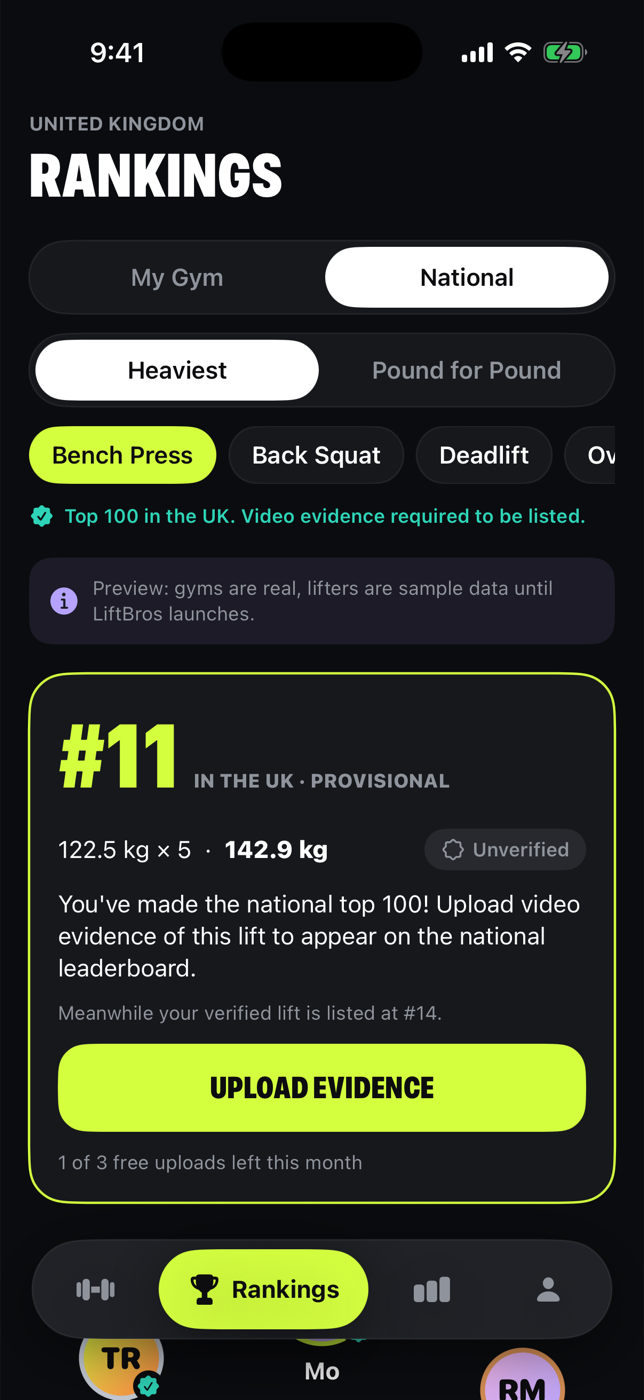 9:41
UNITED KINGDOM
RANKINGS
My Gym
National
Heaviest
Pound for Pound
Bench Press
Back Squat
Deadlift
Ov
Top 100 in the UK. Video evidence required to be listed.
Preview: gyms are real, lifters are sample data until
LiftBros launches.
#11 IN THE UK · PROVISIONAL
122.5 kg × 5 · 142.9 kg
Unverified
You've made the national top 100! Upload video
evidence of this lift to appear on the national
leaderboard.
Meanwhile your verified lift is listed at #14.
UPLOAD EVIDENCE
1 of 3 free uploads left this month
Rankings
TR
Mo
RM